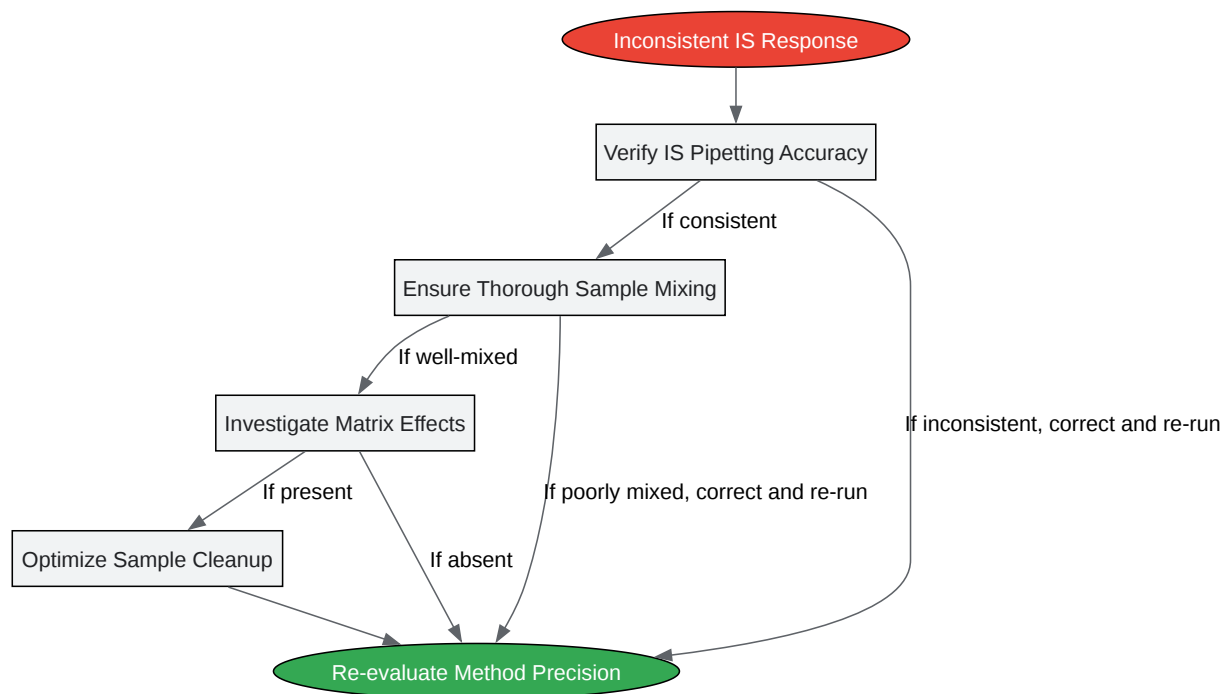 Inconsistent IS Response
Verify IS Pipetting Accuracy
If consistent
Ensure Thorough Sample Mixing
If well-mixed
Investigate Matrix Effects
If inconsistent, correct and re-run
If present
If poorly mixed, correct and re-run
Optimize Sample Cleanup
If absent
Re-evaluate Method Precision